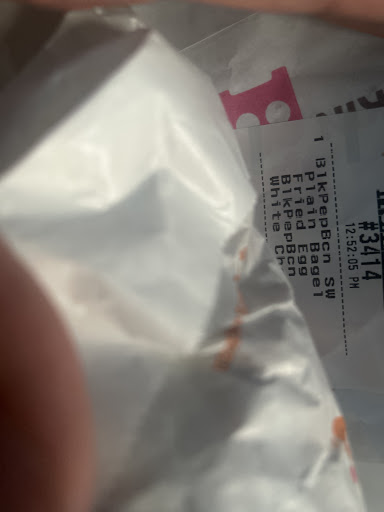 #3414
12:52:05 PM
1 BlkPepBcn SW
Plain Bagel
Fried Egg
BlkPepBcn
White Ch